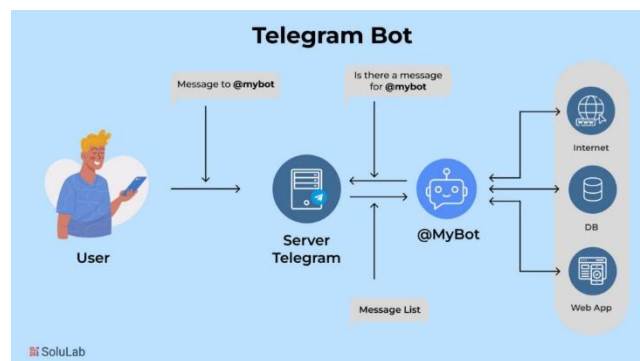 Telegram Bot
Message to @mybot
Is there a message
for @mybot
User
Server
Telegram
@MyBot
Message List
WWW
Internet
DB
Web App
SoluLab